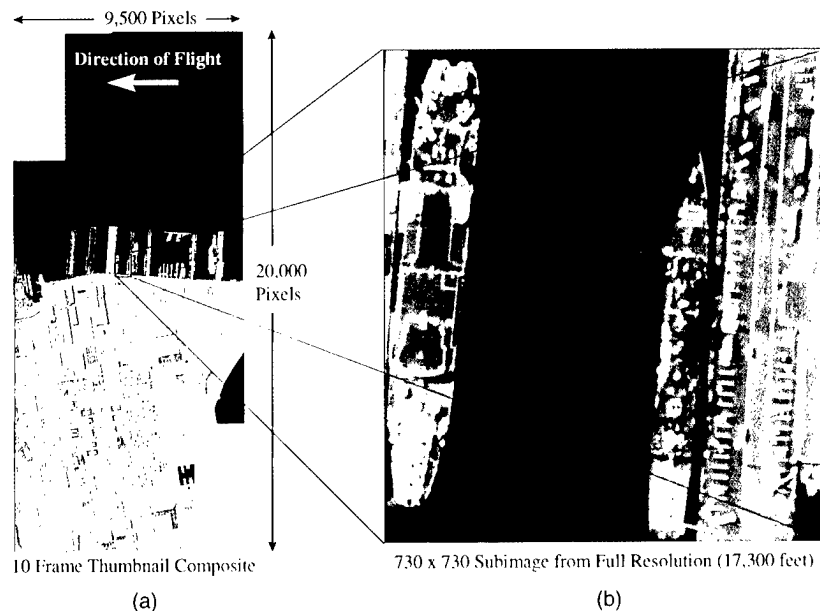 9,500 Pixels
Direction of Flight
20,000
Pixels
10 Frame Thumbnail Composite
(a)
730 x 730 Subimage from Full Resolution (17,300 feet)
(b)